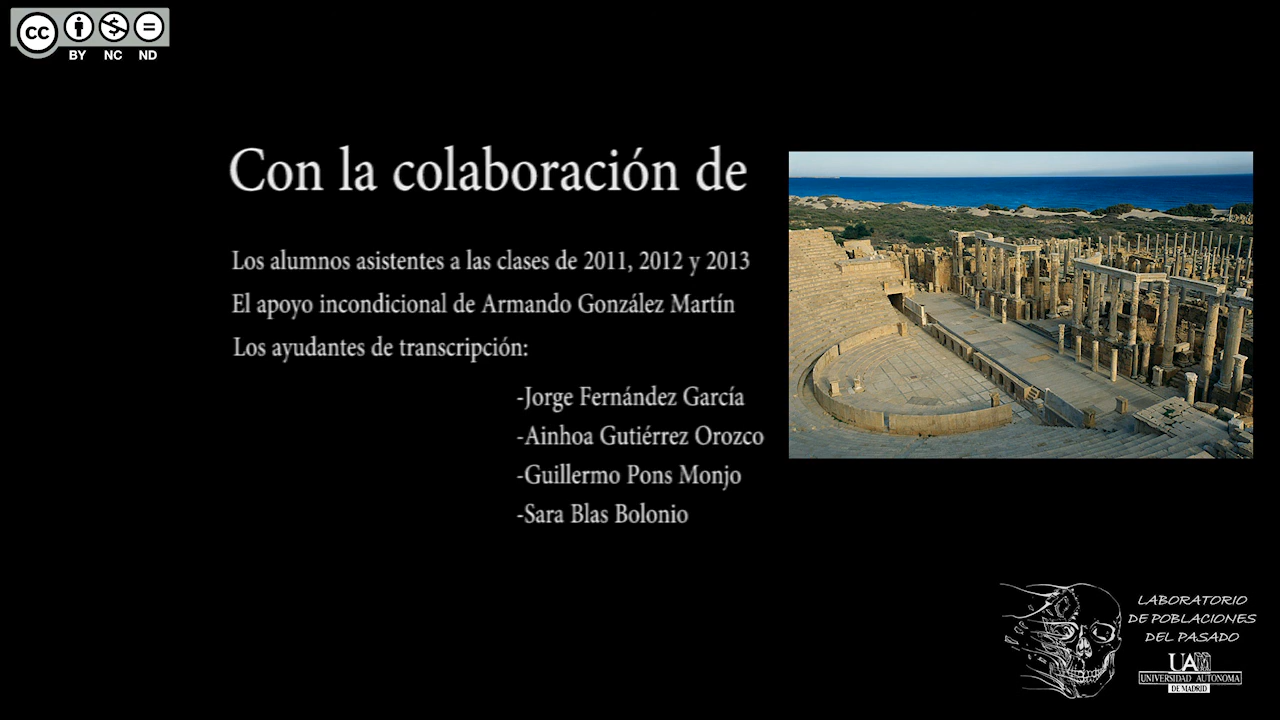 CC BY NC ND
Con la colaboración de
Los alumnos asistentes a las clases de 2011, 2012 y 2013
El apoyo incondicional de Armando González Martín
Los ayudantes de transcripción:
-Jorge Fernández García
-Ainhoa Gutiérrez Orozco
-Guillermo Pons Monjo
-Sara Blas Bolonio
LABORATORIO
DE POBLACIONES
DEL PASADO
UAM
UNIVERSIDAD AUTONOMA
DE MADRID